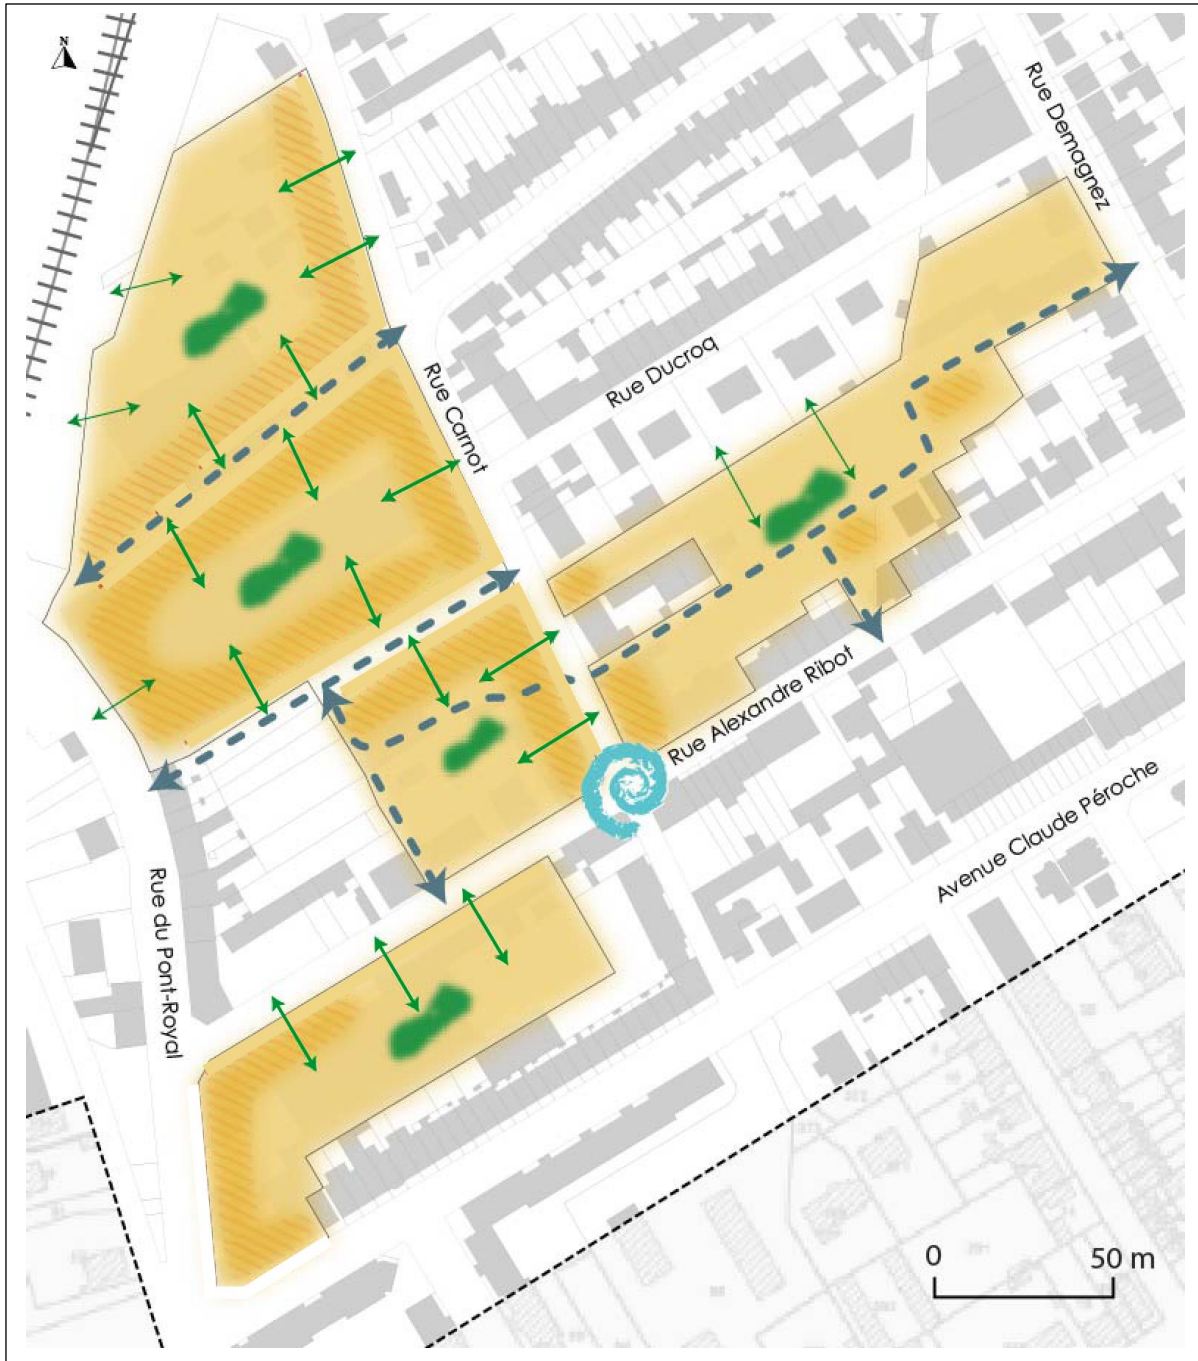 N
Rue Demagnez
Rue Ducroq
Rue Carnot
Rue Alexandre Ribot
Avenue Claude Péroche
Rue du Pont-Royal
0 50 m